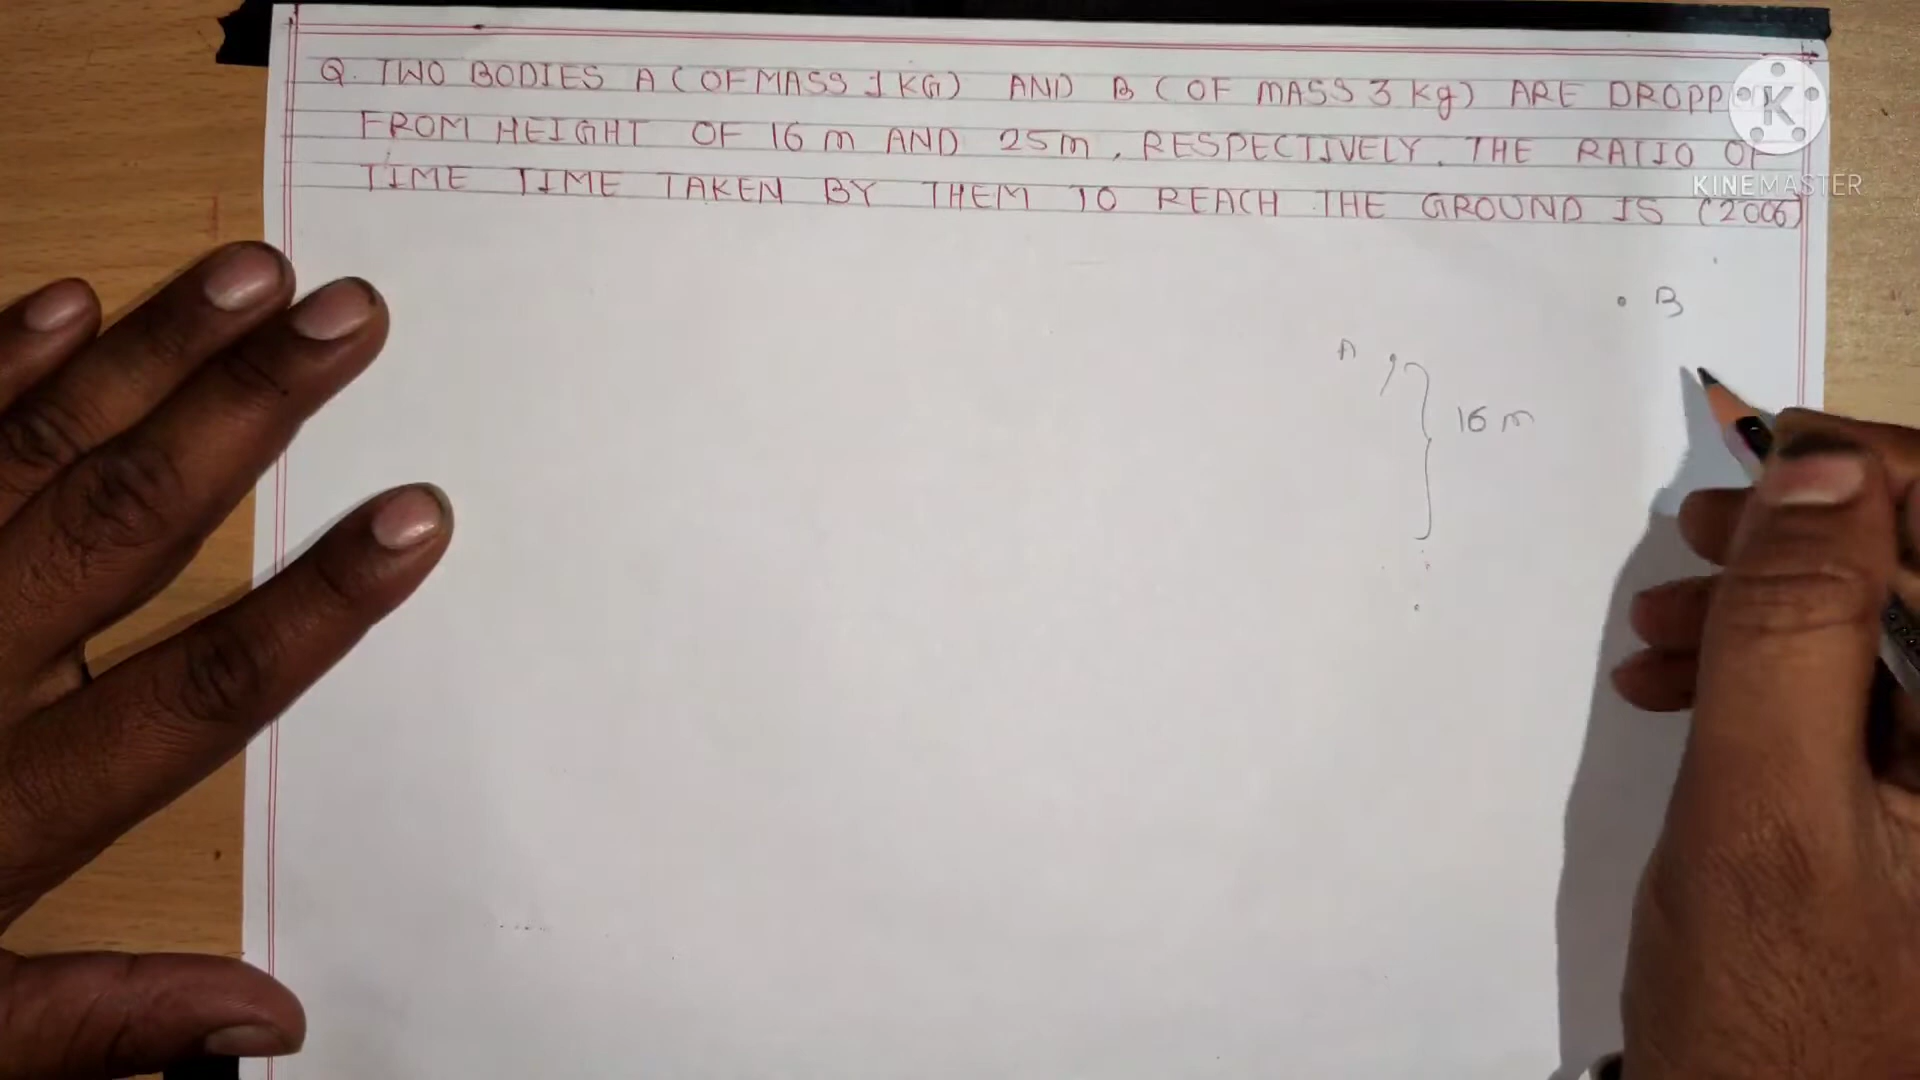 Q. TWO BODIES A (OF MASS 1 KG) AND B (OF MASS 3 Kg) ARE
FROM HEIGHT OF 16 m AND 25m, RESPECTIVELY. THE RATIO OF
TIME TIME TAKEN BY THEM TO REACH THE GROUND IS (2006)
K
KINEMASTER
B
A
16 m